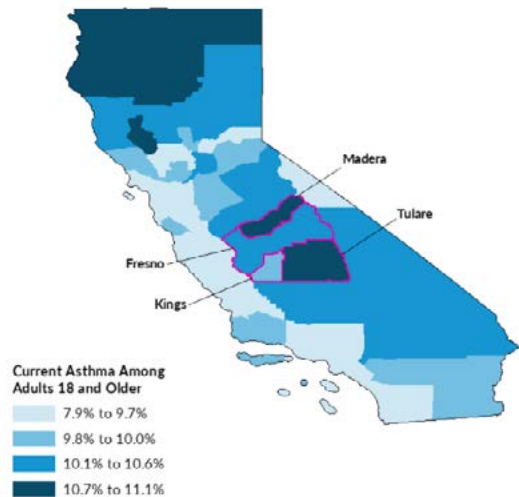 Madera
Tulare
Fresno
Kings
Current Asthma Among
Adults 18 and Older
7.9% to 9.7%
9.8% to 10.0%
10.1% to 10.6%
10.7% to 11.1%